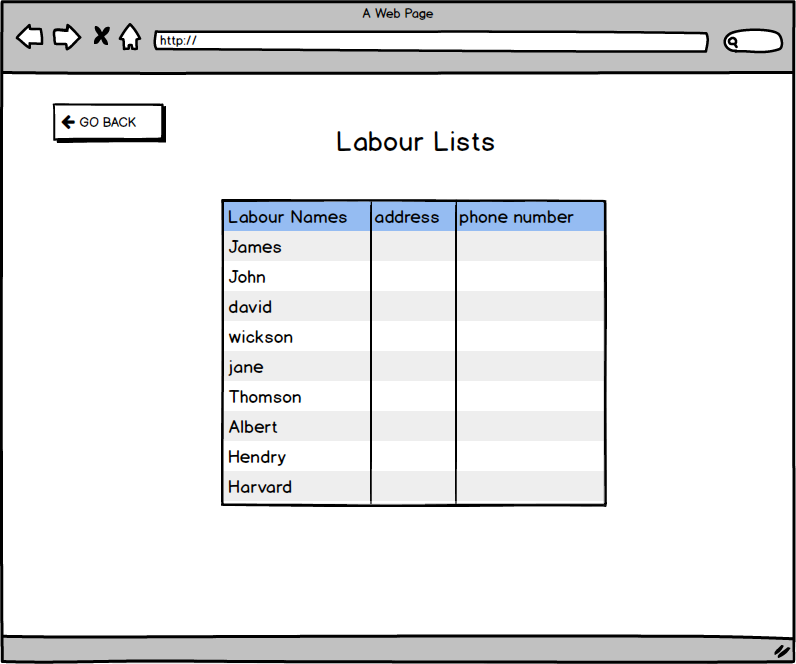 A Web Page
http://
GO BACK
Labour Lists
Labour Names address phone number
James
John
david
wickson
jane
Thomson
Albert
Hendry
Harvard